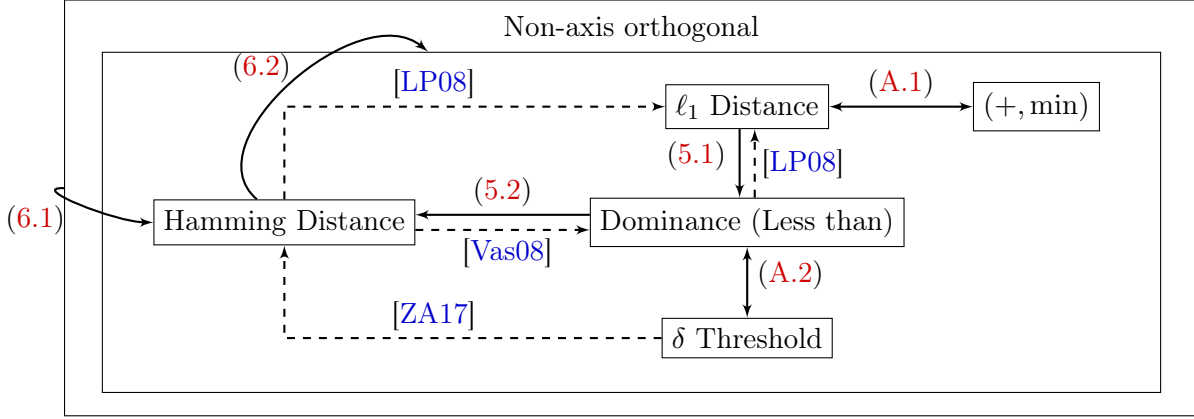 Non-axis orthogonal
(6.2)
[LP08]
ℓ₁ Distance
(A.1)
(+, min)
(5.1)
[LP08]
(6.1)
Hamming Distance
(5.2)
[Vas08]
Dominance (Less than)
(A.2)
[ZA17]
δ Threshold